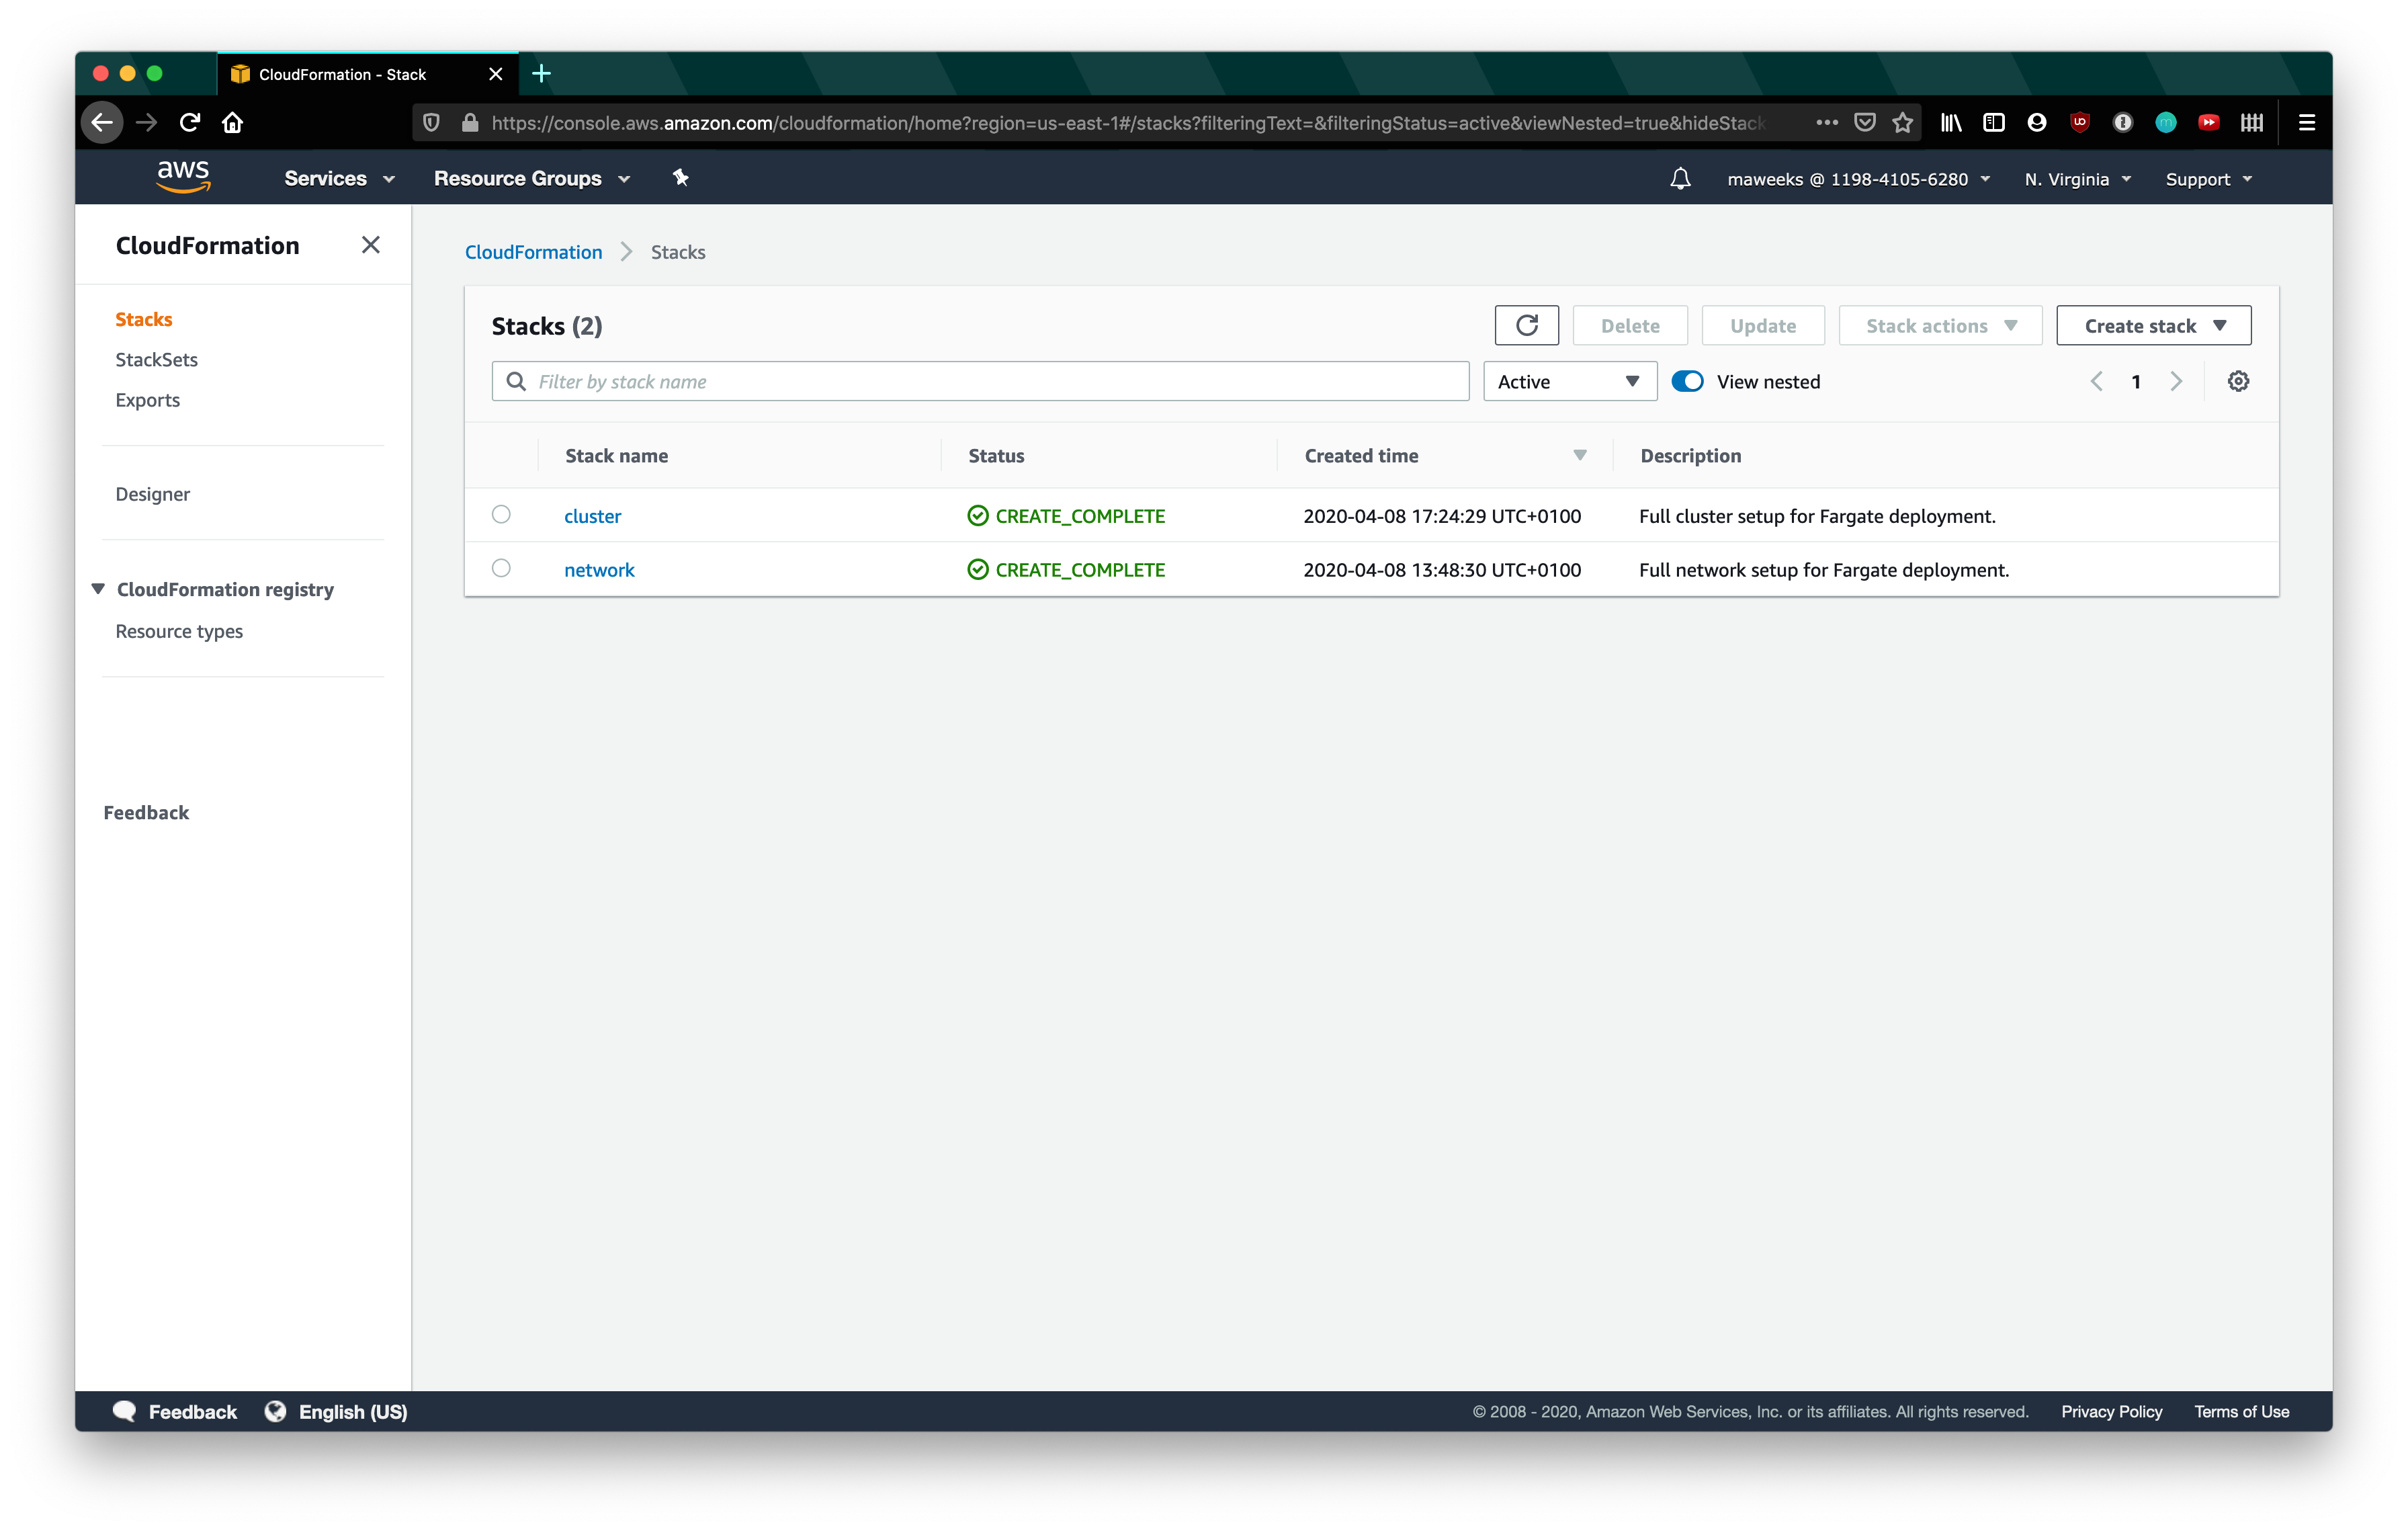 CloudFormation - Stack
https://console.aws.amazon.com/cloudformation/home?region=us-east-1#/stacks?filteringText=&filteringStatus=active&viewNested=true&hideStack
aws Services Resource Groups maweeks @ 1198-4105-6280 N. Virginia Support
CloudFormation
Stacks
StackSets
Exports
Designer
CloudFormation registry
Resource types
Feedback
CloudFormation Stacks
Stacks (2) Delete Update Stack actions Create stack
Filter by stack name Active View nested 1
Stack name Status Created time Description
cluster CREATE_COMPLETE 2020-04-08 17:24:29 UTC+0100 Full cluster setup for Fargate deployment.
network CREATE_COMPLETE 2020-04-08 13:48:30 UTC+0100 Full network setup for Fargate deployment.
Feedback English (US) © 2008 - 2020, Amazon Web Services, Inc. or its affiliates. All rights reserved. Privacy Policy Terms of Use